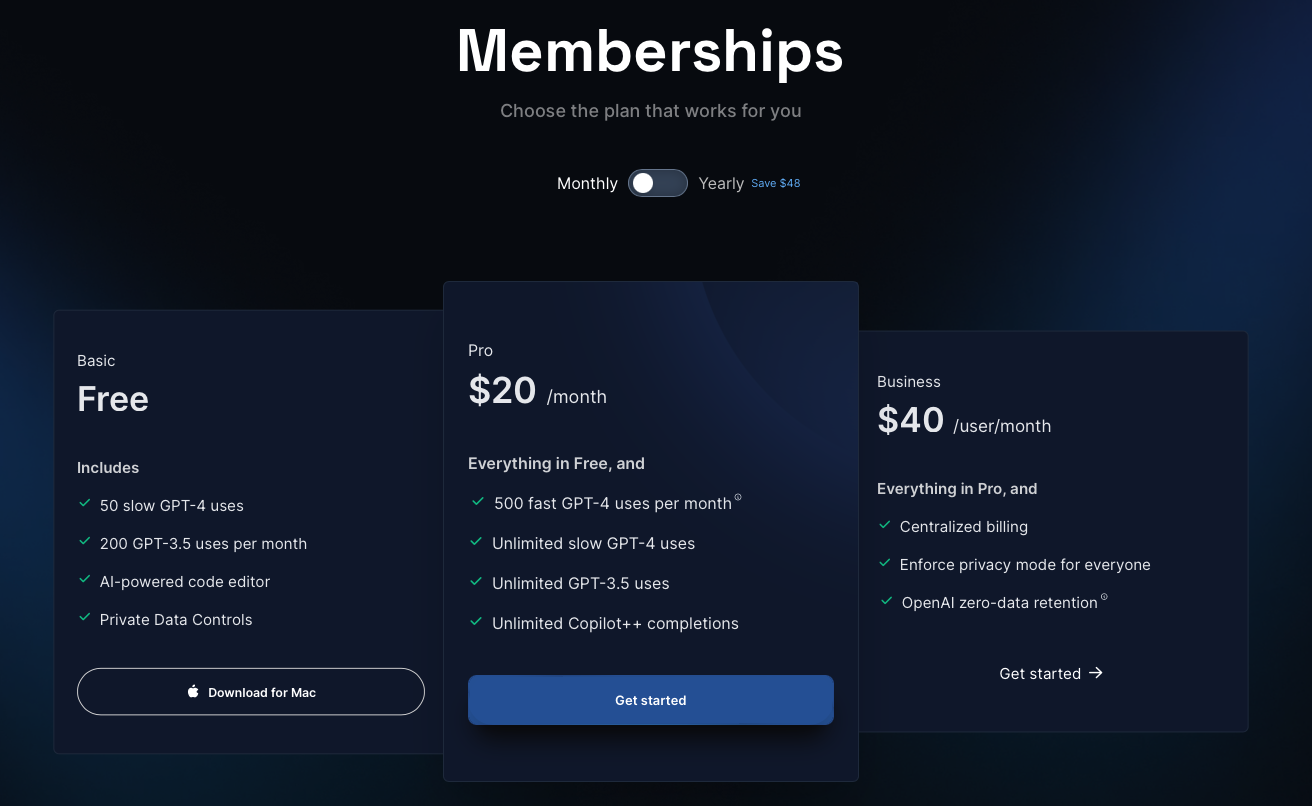 Memberships
Choose the plan that works for you
Monthly
Yearly Save $48
Basic
Free
Includes
50 slow GPT-4 uses
200 GPT-3.5 uses per month
AI-powered code editor
Private Data Controls
Download for Mac
Pro
$20 /month
Everything in Free, and
500 fast GPT-4 uses per month
Unlimited slow GPT-4 uses
Unlimited GPT-3.5 uses
Unlimited Copilot++ completions
Get started
Business
$40 /user/month
Everything in Pro, and
Centralized billing
Enforce privacy mode for everyone
OpenAI zero-data retention
Get started →